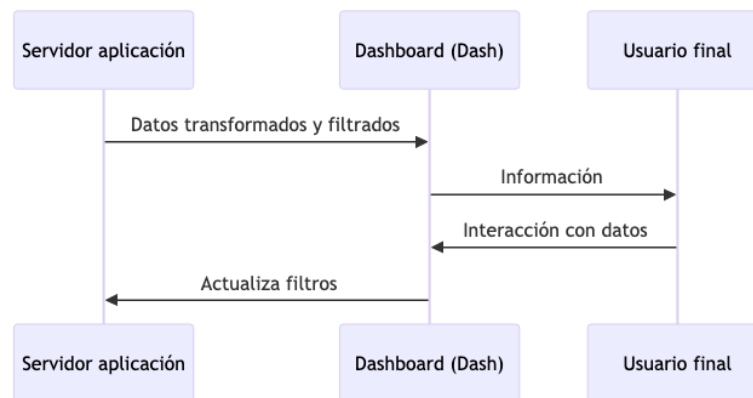 Servidor aplicación
Dashboard (Dash)
Usuario final
Datos transformados y filtrados
Información
Interacción con datos
Actualiza filtros
Servidor aplicación
Dashboard (Dash)
Usuario final